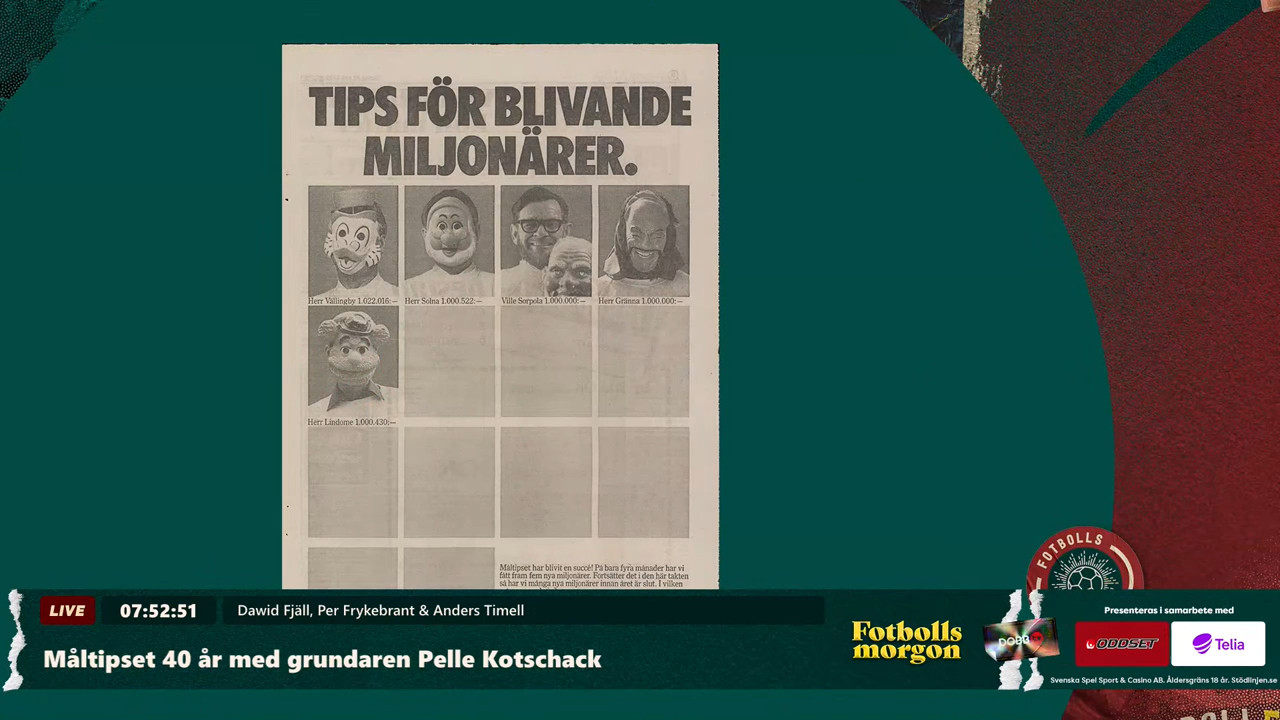 TIPS FÖR BLIVANDE
MILJONÄRER.
Herr Vällingby 1.022.016:—
Herr Solna 1.000.522:—
Ville Sorpola 1.000.000:—
Herr Gränna 1.000.000:—
Herr Lindome 1.000.430:—
Måltipset har blivit en succé! På bara fyra månader har vi
fått fram fem nya miljonärer. Fortsätter det i den här takten
så har vi många nya miljonärer innan året är slut. I vilken
FOTBOLLS
LIVE
07:52:51
Dawid Fjäll, Per Frykebrant & Anders Timell
Måltipset 40 år med grundaren Pelle Kotschack
Fotbolls
morgon
Presenteras i samarbete med
ODDSET
Telia
Svenska Spel Sport & Casino AB. Åldersgräns 18 år. Stödlinjen.se